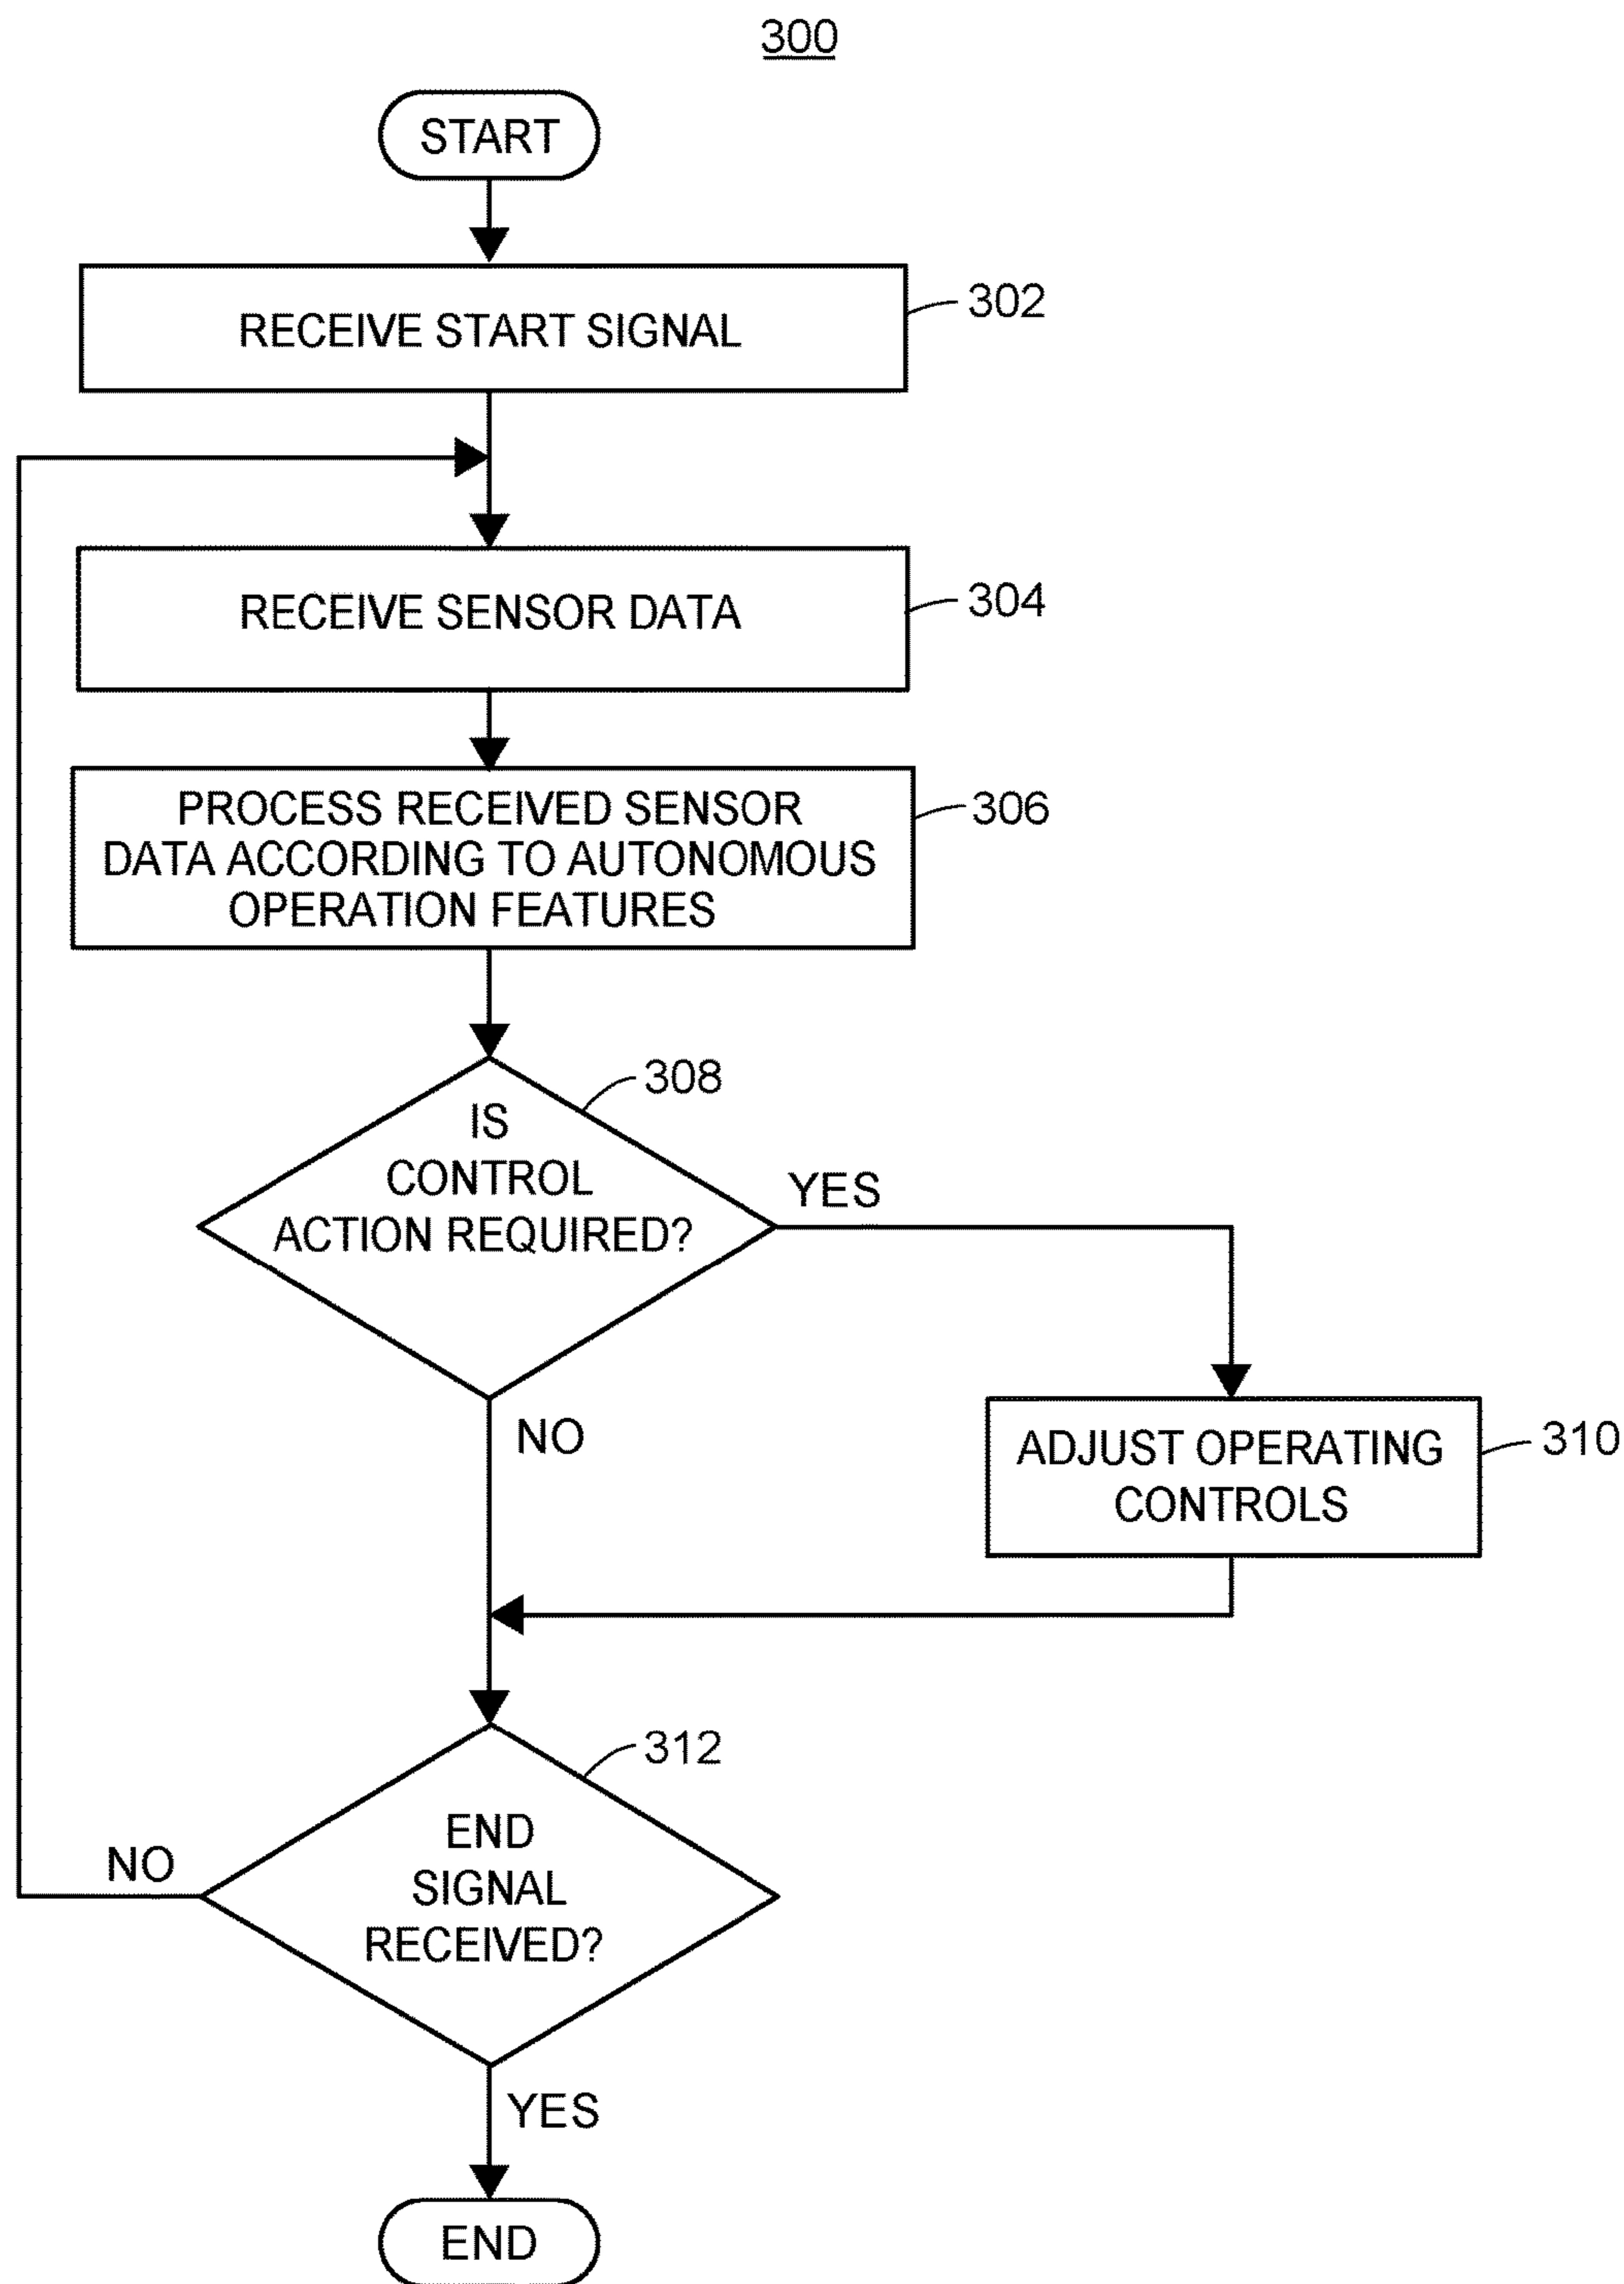 300
START
RECEIVE START SIGNAL
302
RECEIVE SENSOR DATA
304
PROCESS RECEIVED SENSOR
DATA ACCORDING TO AUTONOMOUS
OPERATION FEATURES
306
308
IS
CONTROL
ACTION REQUIRED?
YES
NO
ADJUST OPERATING
CONTROLS
310
312
END
SIGNAL
RECEIVED?
NO
YES
END